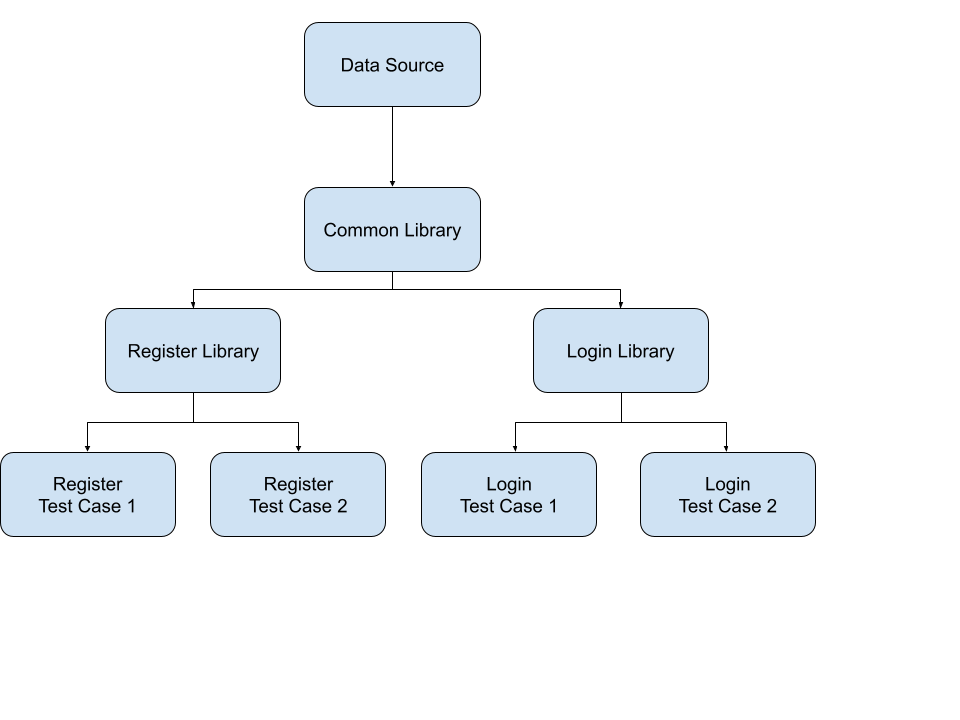 Data Source
Common Library
Register Library
Login Library
Register
Test Case 1
Register
Test Case 2
Login
Test Case 1
Login
Test Case 2